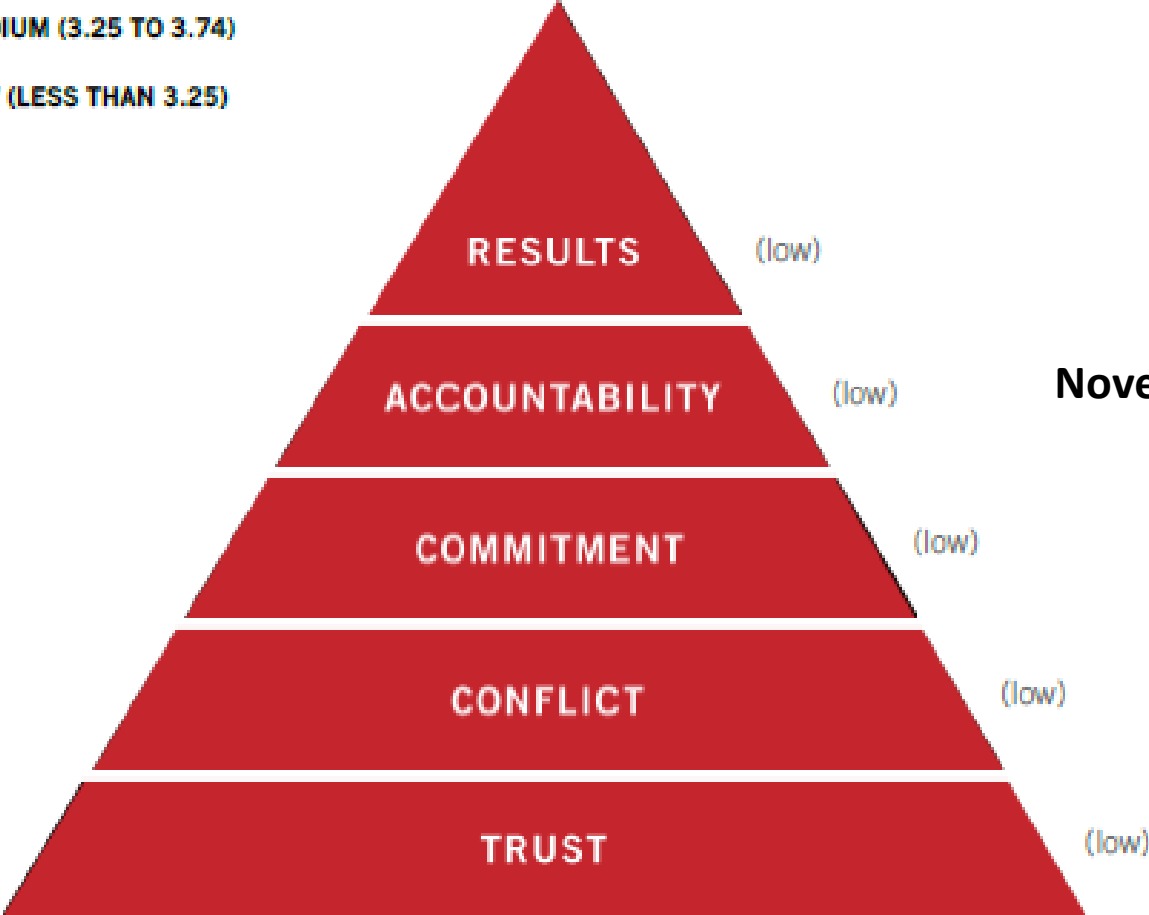 IUM (3.25 TO 3.74)
(LESS THAN 3.25)
RESULTS
(low)
ACCOUNTABILITY
(low)
Nove
COMMITMENT
(low)
CONFLICT
(low)
TRUST
(low)